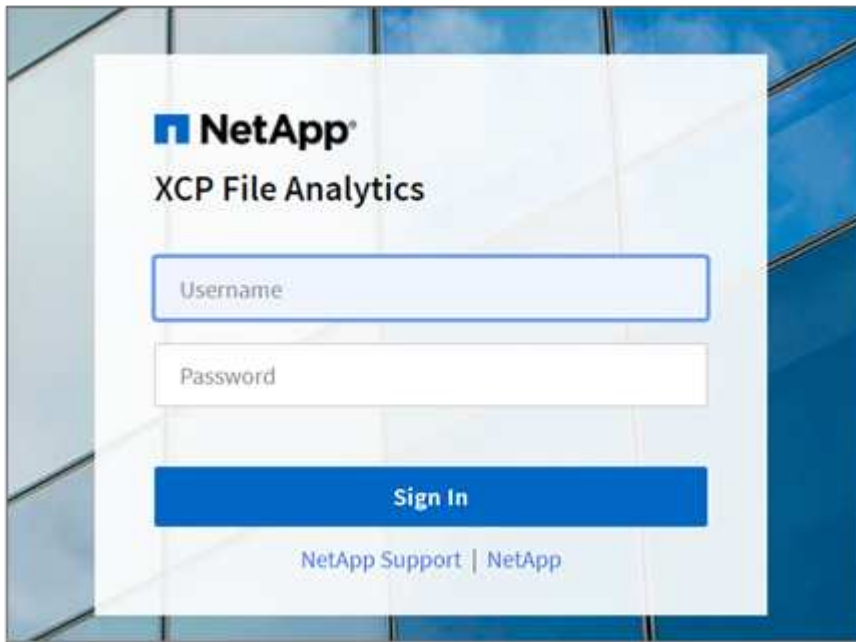 NetApp®
XCP File Analytics
Username
Password
Sign In
NetApp Support | NetApp